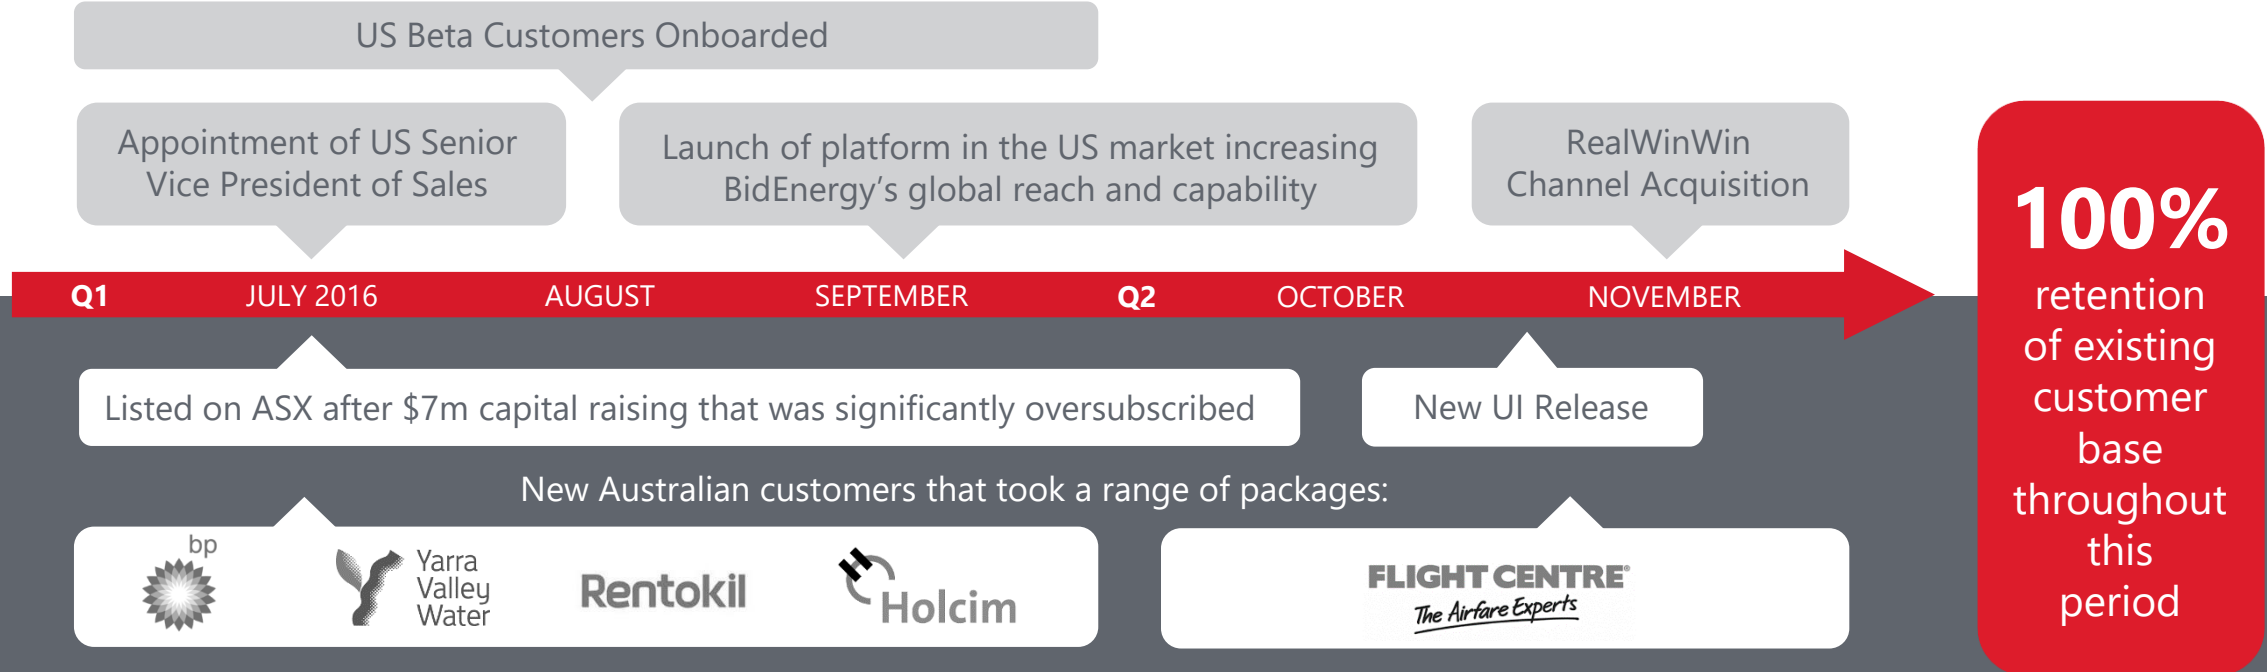 US Beta Customers Onboarded
Appointment of US Senior
Vice President of Sales
Launch of platform in the US market increasing
BidEnergy's global reach and capability
RealWinWin
Channel Acquisition
Q1 JULY 2016 AUGUST SEPTEMBER Q2 OCTOBER NOVEMBER
Listed on ASX after $7m capital raising that was significantly oversubscribed
New UI Release
New Australian customers that took a range of packages:
bp
Yarra
Valley
Water
Rentokil
Holcim
FLIGHT CENTRE®
The Airfare Experts
100%
retention
of existing
customer
base
throughout
this
period